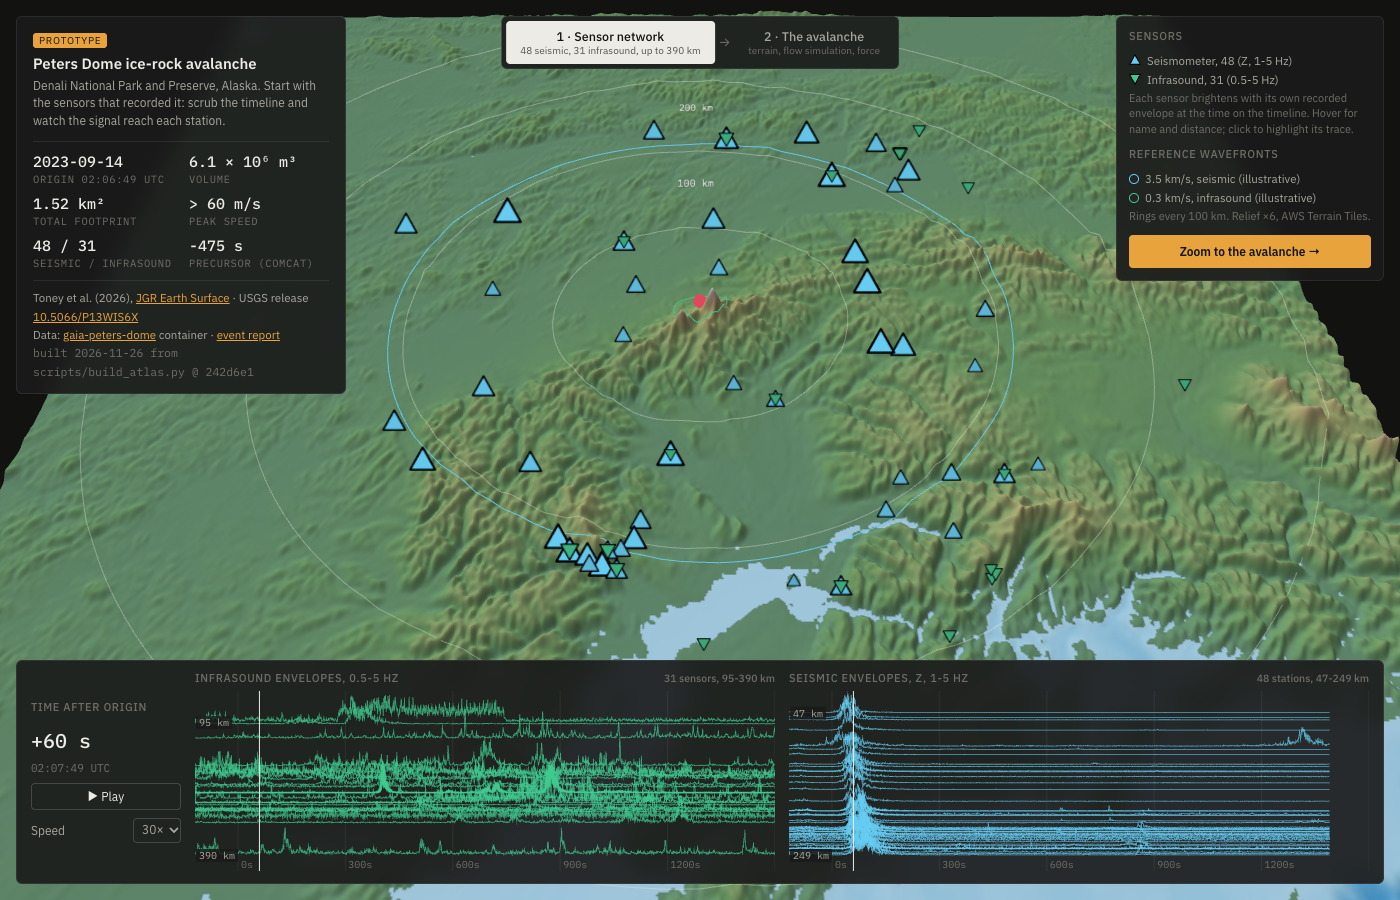 PROTOTYPE
Peters Dome ice-rock avalanche
Denali National Park and Preserve, Alaska. Start with
the sensors that recorded it: scrub the timeline and
watch the signal reach each station.
2023-09-14
6.1 × 10⁶ m³
ORIGIN 02:06:49 UTC
VOLUME
1.52 km²
> 60 m/s
TOTAL FOOTPRINT
PEAK SPEED
48 / 31
-475 s
SEISMIC / INFRASOUND
PRECURSOR (COMCAT)
Toney et al. (2026), JGR Earth Surface · USGS release
10.5066/P13WIS6X
Data: gaia-peters-dome container · event report
built 2026-11-26 from
scripts/build_atlas.py @ 242d6e1
1 · Sensor network
48 seismic, 31 infrasound, up to 390 km
→
2 · The avalanche
terrain, flow simulation, force
SENSORS
Seismometer, 48 (Z, 1-5 Hz)
Infrasound, 31 (0.5-5 Hz)
Each sensor brightens with its own recorded
envelope at the time on the timeline. Hover for
name and distance; click to highlight its trace.
REFERENCE WAVEFRONTS
3.5 km/s, seismic (illustrative)
0.3 km/s, infrasound (illustrative)
Rings every 100 km. Relief ×6, AWS Terrain Tiles.
Zoom to the avalanche →
200 km
100 km
TIME AFTER ORIGIN
+60 s
02:07:49 UTC
▶ Play
Speed
30×
INFRASOUND ENVELOPES, 0.5-5 HZ
31 sensors, 95-390 km
95 km
390 km
0s
300s
600s
900s
1200s
SEISMIC ENVELOPES, Z, 1-5 HZ
48 stations, 47-249 km
47 km
249 km
0s
300s
600s
900s
1200s